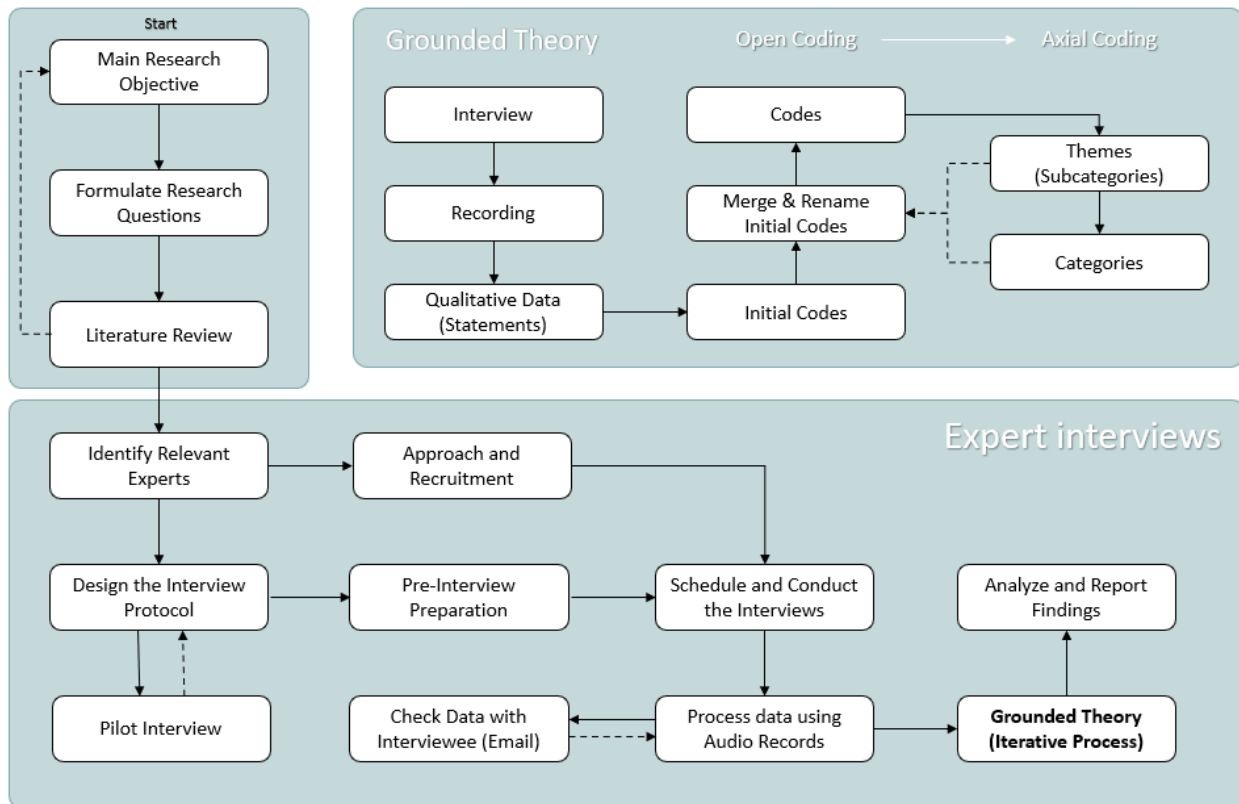 Start
Main Research
Objective
Formulate Research
Questions
Literature Review
Grounded Theory
Open Coding
Axial Coding
Interview
Recording
Qualitative Data
(Statements)
Codes
Merge & Rename
Initial Codes
Initial Codes
Themes
(Subcategories)
Categories
Expert interviews
Identify Relevant
Experts
Approach and
Recruitment
Design the Interview
Protocol
Pre-Interview
Preparation
Schedule and Conduct
the Interviews
Analyze and Report
Findings
Pilot Interview
Check Data with
Interviewee (Email)
Process data using
Audio Records
Grounded Theory
(Iterative Process)